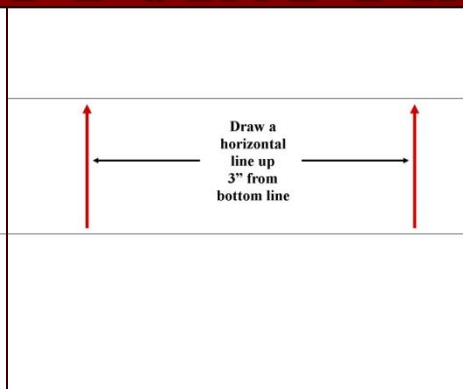 Draw a
horizontal
line up
3” from
bottom line